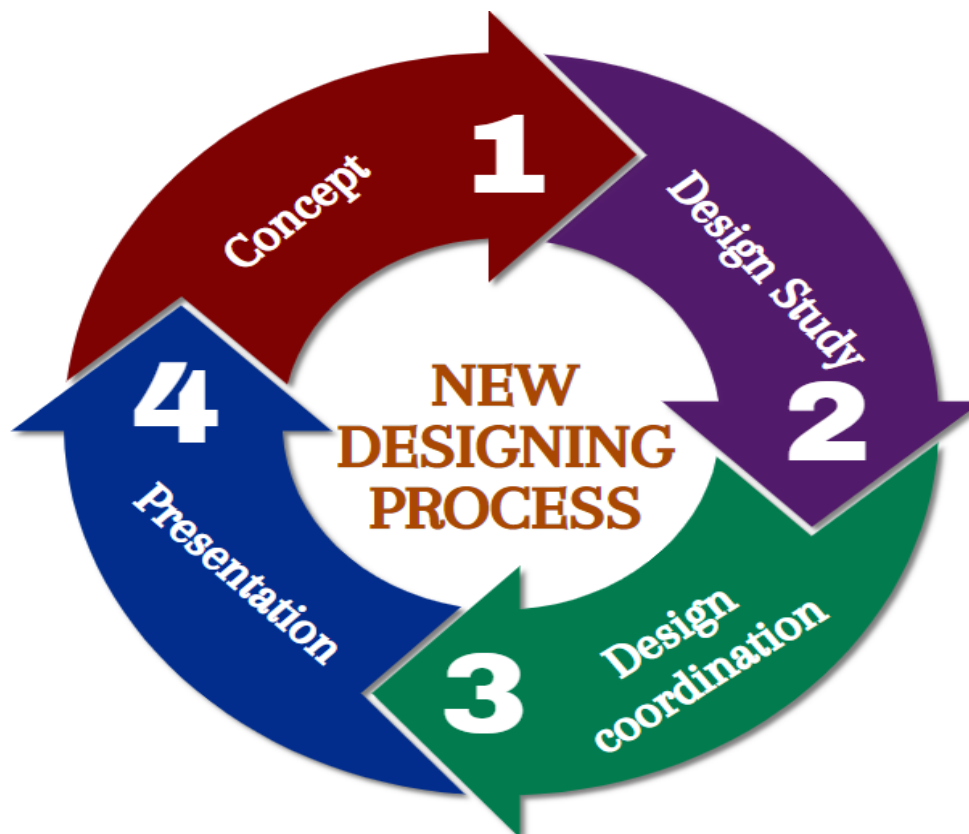 1
Concept
2
Design Study
3
Design
coordination
4
Presentation
NEW
DESIGNING
PROCESS